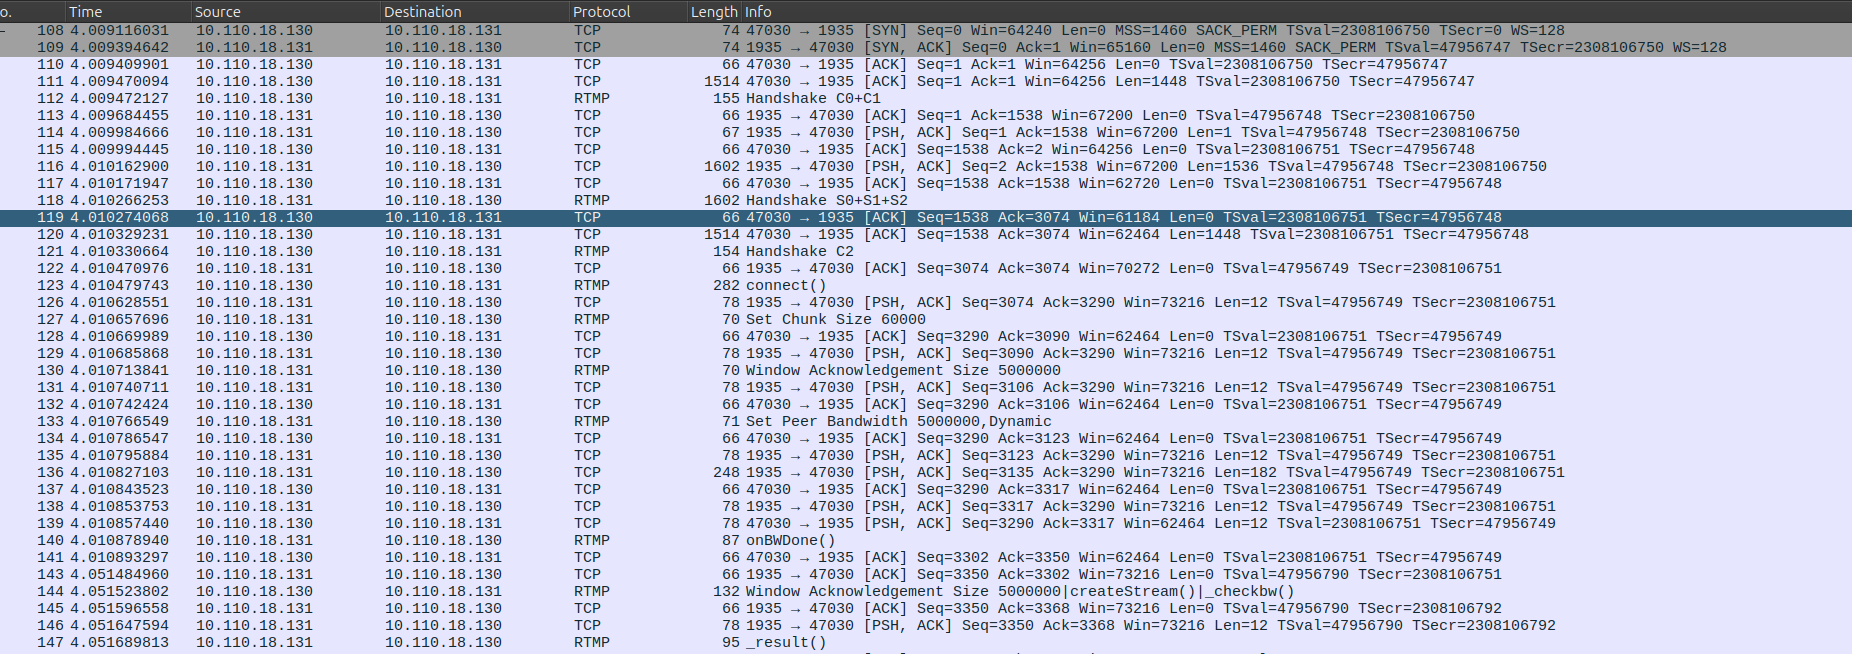 o. Time Source Destination Protocol Length Info
108 4.009116031 10.110.18.130 10.110.18.131 TCP 74 47030 → 1935 [SYN] Seq=0 Win=64240 Len=0 MSS=1460 SACK_PERM TSval=2308106750 TSecr=0 WS=128
109 4.009394642 10.110.18.131 10.110.18.130 TCP 74 1935 → 47030 [SYN, ACK] Seq=0 Ack=1 Win=65160 Len=0 MSS=1460 SACK_PERM TSval=47956747 TSecr=2308106750 WS=128
110 4.009409901 10.110.18.130 10.110.18.131 TCP 66 47030 → 1935 [ACK] Seq=1 Ack=1 Win=64256 Len=0 TSval=2308106750 TSecr=47956747
111 4.009470094 10.110.18.130 10.110.18.131 TCP 1514 47030 → 1935 [ACK] Seq=1 Ack=1 Win=64256 Len=1448 TSval=2308106750 TSecr=47956747
112 4.009472127 10.110.18.130 10.110.18.131 RTMP 155 Handshake C0+C1
113 4.009684455 10.110.18.131 10.110.18.130 TCP 66 1935 → 47030 [ACK] Seq=1 Ack=1538 Win=67200 Len=0 TSval=47956748 TSecr=2308106750
114 4.009984666 10.110.18.131 10.110.18.130 TCP 67 1935 → 47030 [PSH, ACK] Seq=1 Ack=1538 Win=67200 Len=1 TSval=47956748 TSecr=2308106750
115 4.009994445 10.110.18.130 10.110.18.131 TCP 66 47030 → 1935 [ACK] Seq=1538 Ack=2 Win=64256 Len=0 TSval=2308106751 TSecr=47956748
116 4.010162900 10.110.18.131 10.110.18.130 TCP 1602 1935 → 47030 [PSH, ACK] Seq=2 Ack=1538 Win=67200 Len=1536 TSval=47956748 TSecr=2308106750
117 4.010171947 10.110.18.130 10.110.18.131 TCP 66 47030 → 1935 [ACK] Seq=1538 Ack=1538 Win=62720 Len=0 TSval=2308106751 TSecr=47956748
118 4.010266253 10.110.18.131 10.110.18.130 RTMP 1602 Handshake S0+S1+S2
119 4.010274068 10.110.18.130 10.110.18.131 TCP 66 47030 → 1935 [ACK] Seq=1538 Ack=3074 Win=61184 Len=0 TSval=2308106751 TSecr=47956748
120 4.010329231 10.110.18.130 10.110.18.131 TCP 1514 47030 → 1935 [ACK] Seq=1538 Ack=3074 Win=62464 Len=1448 TSval=2308106751 TSecr=47956748
121 4.010330664 10.110.18.130 10.110.18.131 RTMP 154 Handshake C2
122 4.010470976 10.110.18.131 10.110.18.130 TCP 66 1935 → 47030 [ACK] Seq=3074 Ack=3074 Win=70272 Len=0 TSval=47956749 TSecr=2308106751
123 4.010479743 10.110.18.130 10.110.18.131 RTMP 282 connect()
126 4.010628551 10.110.18.131 10.110.18.130 TCP 78 1935 → 47030 [PSH, ACK] Seq=3074 Ack=3290 Win=73216 Len=12 TSval=47956749 TSecr=2308106751
127 4.010657696 10.110.18.131 10.110.18.130 RTMP 70 Set Chunk Size 60000
128 4.010669989 10.110.18.130 10.110.18.131 TCP 66 47030 → 1935 [ACK] Seq=3290 Ack=3090 Win=62464 Len=0 TSval=2308106751 TSecr=47956749
129 4.010685868 10.110.18.131 10.110.18.130 TCP 78 1935 → 47030 [PSH, ACK] Seq=3090 Ack=3290 Win=73216 Len=12 TSval=47956749 TSecr=2308106751
130 4.010713841 10.110.18.131 10.110.18.130 RTMP 70 Window Acknowledgement Size 5000000
131 4.010740711 10.110.18.131 10.110.18.130 TCP 78 1935 → 47030 [PSH, ACK] Seq=3106 Ack=3290 Win=73216 Len=12 TSval=47956749 TSecr=2308106751
132 4.010742424 10.110.18.130 10.110.18.131 TCP 66 47030 → 1935 [ACK] Seq=3290 Ack=3106 Win=62464 Len=0 TSval=2308106751 TSecr=47956749
133 4.010766549 10.110.18.131 10.110.18.130 RTMP 71 Set Peer Bandwidth 5000000,Dynamic
134 4.010786547 10.110.18.130 10.110.18.131 TCP 66 47030 → 1935 [ACK] Seq=3290 Ack=3123 Win=62464 Len=0 TSval=2308106751 TSecr=47956749
135 4.010795884 10.110.18.131 10.110.18.130 TCP 78 1935 → 47030 [PSH, ACK] Seq=3123 Ack=3290 Win=73216 Len=12 TSval=47956749 TSecr=2308106751
136 4.010827103 10.110.18.131 10.110.18.130 TCP 248 1935 → 47030 [PSH, ACK] Seq=3135 Ack=3290 Win=73216 Len=182 TSval=47956749 TSecr=2308106751
137 4.010843523 10.110.18.130 10.110.18.131 TCP 66 47030 → 1935 [ACK] Seq=3290 Ack=3317 Win=62464 Len=0 TSval=2308106751 TSecr=47956749
138 4.010853753 10.110.18.131 10.110.18.130 TCP 78 1935 → 47030 [PSH, ACK] Seq=3317 Ack=3290 Win=73216 Len=12 TSval=47956749 TSecr=2308106751
139 4.010857440 10.110.18.130 10.110.18.131 TCP 78 47030 → 1935 [PSH, ACK] Seq=3290 Ack=3317 Win=62464 Len=12 TSval=2308106751 TSecr=47956749
140 4.010878940 10.110.18.131 10.110.18.130 RTMP 87 onBWDone()
141 4.010893297 10.110.18.130 10.110.18.131 TCP 66 47030 → 1935 [ACK] Seq=3302 Ack=3350 Win=62464 Len=0 TSval=2308106751 TSecr=47956749
143 4.051484960 10.110.18.131 10.110.18.130 TCP 66 1935 → 47030 [ACK] Seq=3350 Ack=3302 Win=73216 Len=0 TSval=47956790 TSecr=2308106751
144 4.051523802 10.110.18.130 10.110.18.131 RTMP 132 Window Acknowledgement Size 5000000|createStream()|_checkbw()
145 4.051596558 10.110.18.131 10.110.18.130 TCP 66 1935 → 47030 [ACK] Seq=3350 Ack=3368 Win=73216 Len=0 TSval=47956790 TSecr=2308106792
146 4.051647594 10.110.18.131 10.110.18.130 TCP 78 1935 → 47030 [PSH, ACK] Seq=3350 Ack=3368 Win=73216 Len=12 TSval=47956790 TSecr=2308106792
147 4.051689813 10.110.18.131 10.110.18.130 RTMP 95 _result()